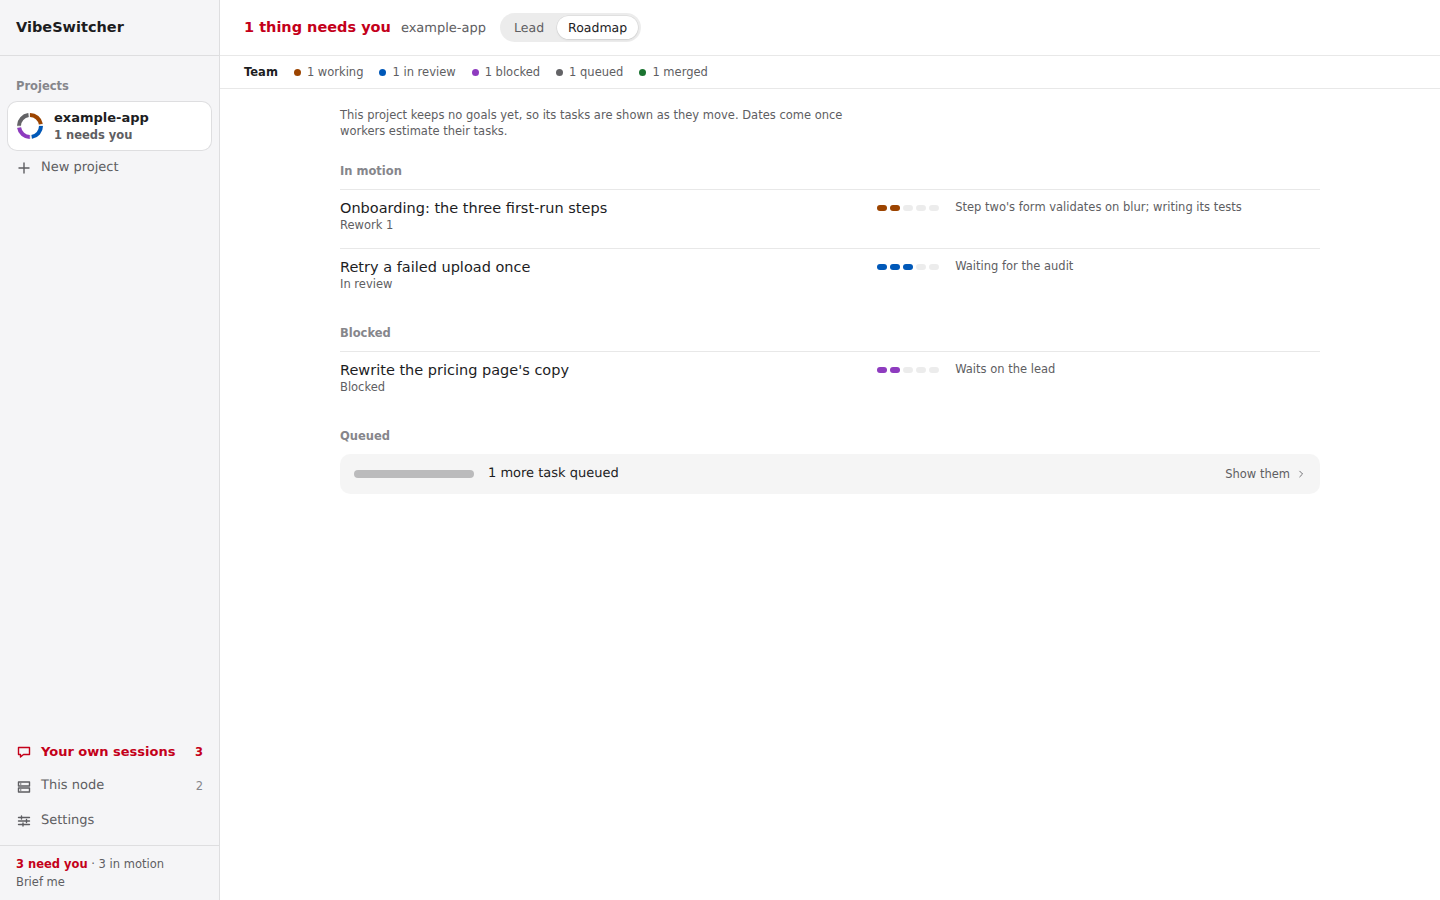 VibeSwitcher
Projects
example-app
1 needs you
New project
Your own sessions 3
This node 2
Settings
3 need you · 3 in motion
Brief me
1 thing needs you example-app Lead Roadmap
Team 1 working 1 in review 1 blocked 1 queued 1 merged
This project keeps no goals yet, so its tasks are shown as they move. Dates come once
workers estimate their tasks.
In motion
Onboarding: the three first-run steps
Rework 1
Step two's form validates on blur; writing its tests
Retry a failed upload once
In review
Waiting for the audit
Blocked
Rewrite the pricing page's copy
Blocked
Waits on the lead
Queued
1 more task queued
Show them